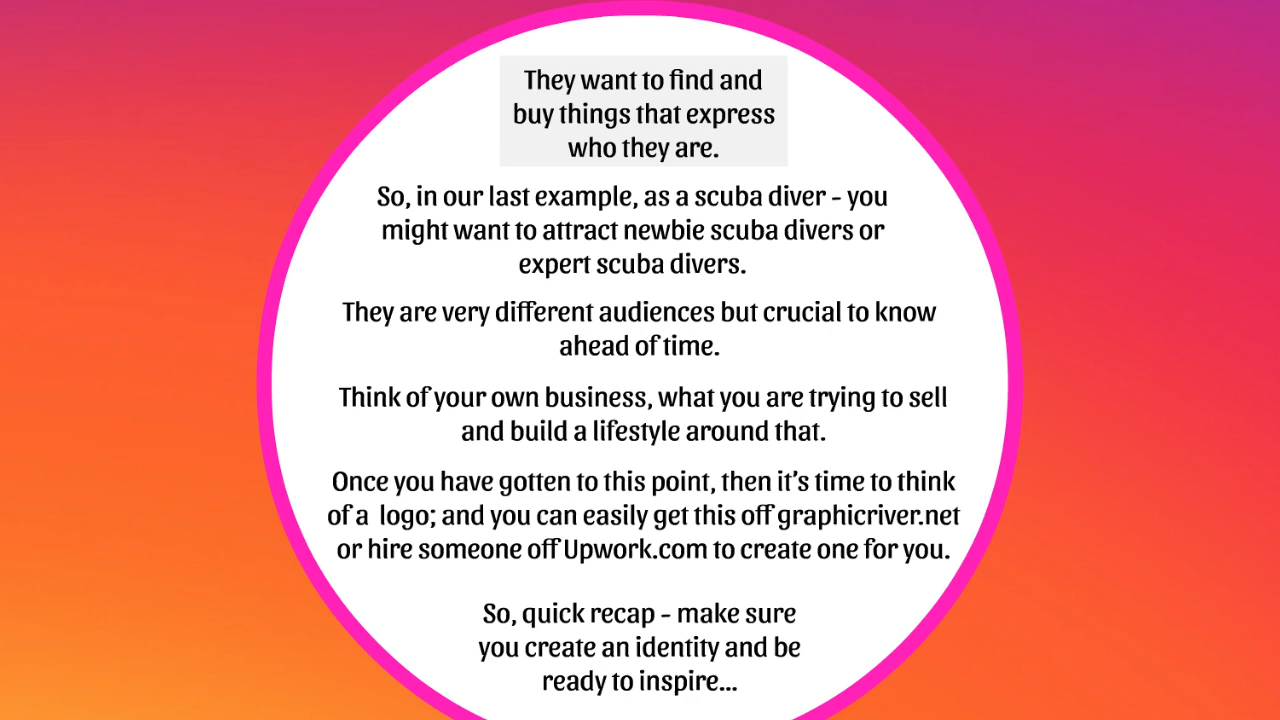 They want to find and
buy things that express
who they are.
So, in our last example, as a scuba diver - you
might want to attract newbie scuba divers or
expert scuba divers.
They are very different audiences but crucial to know
ahead of time.
Think of your own business, what you are trying to sell
and build a lifestyle around that.
Once you have gotten to this point, then it’s time to think
of a  logo; and you can easily get this off graphicriver.net
or hire someone off Upwork.com to create one for you.
So, quick recap - make sure
you create an identity and be
ready to inspire...